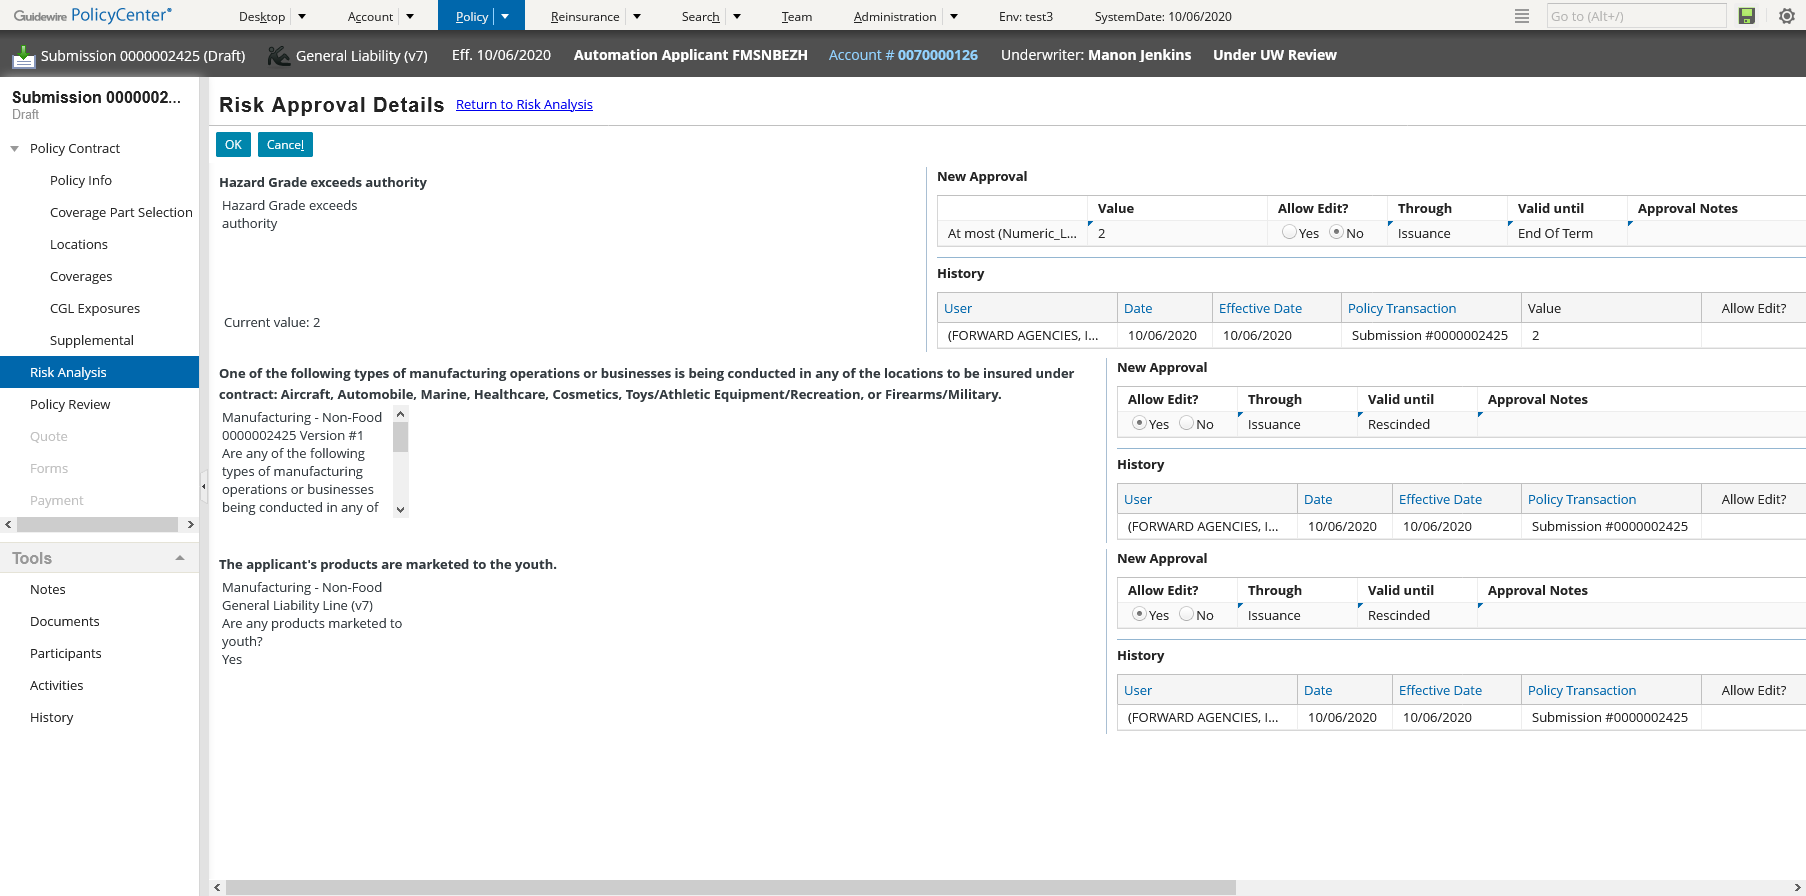 Guidewire PolicyCenter®
Desktop
Account
Policy
Reinsurance
Search
Team
Administration
Env: test3
SystemDate: 10/06/2020
Go to (Alt+/)
Submission 0000002425 (Draft)
General Liability (v7)
Eff. 10/06/2020
Automation Applicant FMSNBEZH
Account # 0070000126
Underwriter: Manon Jenkins
Under UW Review
Submission 0000002...
Draft
Policy Contract
Policy Info
Coverage Part Selection
Locations
Coverages
CGL Exposures
Supplemental
Risk Analysis
Policy Review
Quote
Forms
Payment
Tools
Notes
Documents
Participants
Activities
History
Risk Approval Details Return to Risk Analysis
OK Cancel
Hazard Grade exceeds authority
Hazard Grade exceeds
authority
Current value: 2
New Approval
Value Allow Edit? Through Valid until Approval Notes
At most (Numeric_L... 2 Yes No Issuance End Of Term
History
User Date Effective Date Policy Transaction Value Allow Edit?
(FORWARD AGENCIES, I... 10/06/2020 10/06/2020 Submission #0000002425 2
One of the following types of manufacturing operations or businesses is being conducted in any of the locations to be insured under
contract: Aircraft, Automobile, Marine, Healthcare, Cosmetics, Toys/Athletic Equipment/Recreation, or Firearms/Military.
Manufacturing - Non-Food
0000002425 Version #1
Are any of the following
types of manufacturing
operations or businesses
being conducted in any of
New Approval
Allow Edit? Through Valid until Approval Notes
Yes No Issuance Rescinded
History
User Date Effective Date Policy Transaction Allow Edit?
(FORWARD AGENCIES, I... 10/06/2020 10/06/2020 Submission #0000002425
The applicant's products are marketed to the youth.
Manufacturing - Non-Food
General Liability Line (v7)
Are any products marketed to
youth?
Yes
New Approval
Allow Edit? Through Valid until Approval Notes
Yes No Issuance Rescinded
History
User Date Effective Date Policy Transaction Allow Edit?
(FORWARD AGENCIES, I... 10/06/2020 10/06/2020 Submission #0000002425